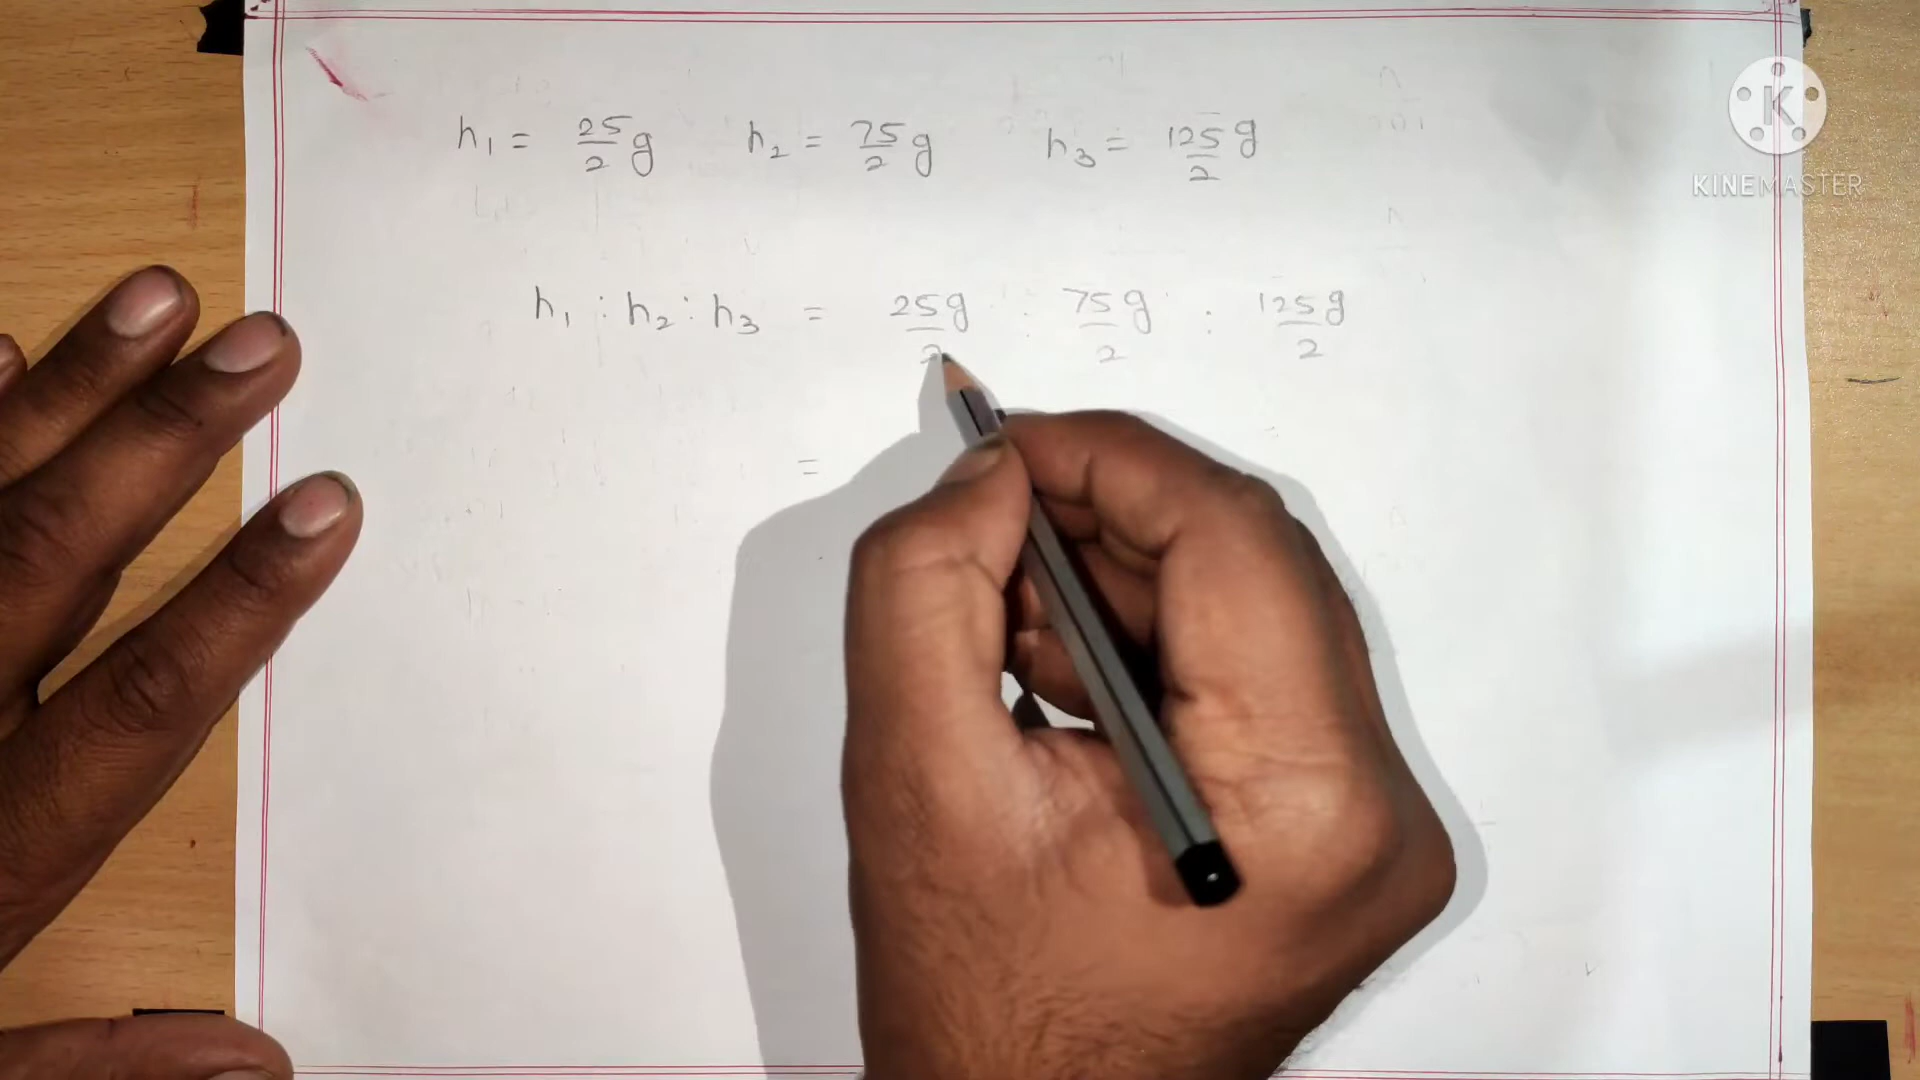 h₁ = 25/2 g h₂ = 75/2 g h₃ = 125/2 g
h₁ : h₂ : h₃ = 25g/2 : 75g/2 : 125g/2
=
K
KINEMASTER